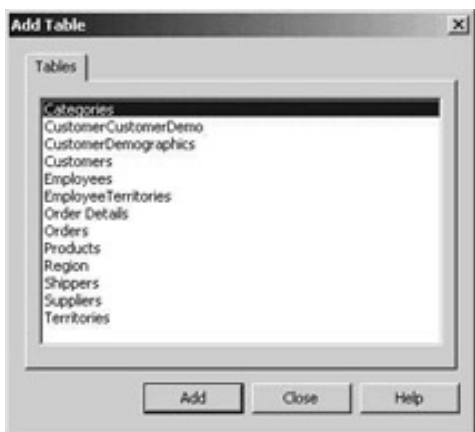 Add Table
Tables
Categories
CustomerCustomerDemo
CustomerDemographics
Customers
Employees
EmployeeTerritories
Order Details
Orders
Products
Region
Shippers
Suppliers
Territories
Add Close Help